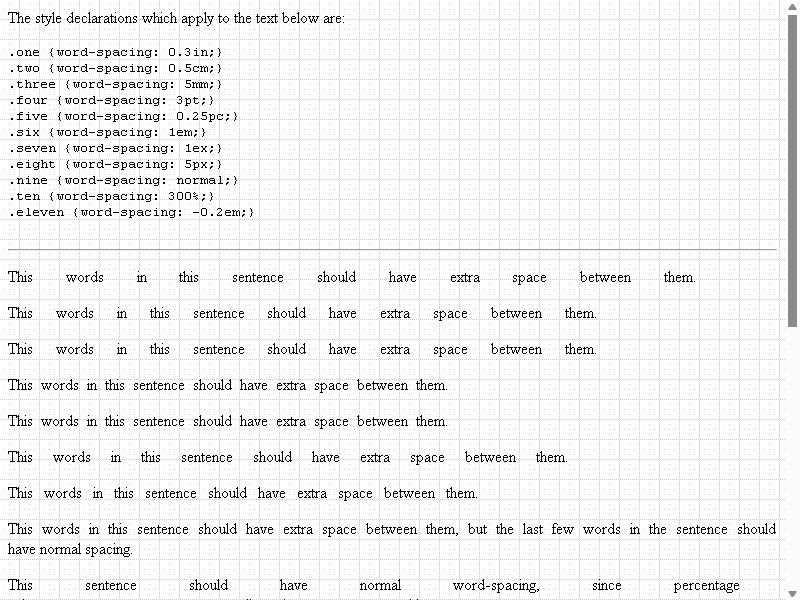 The style declarations which apply to the text below are:
.one {word-spacing: 0.3in;}
.two {word-spacing: 0.5cm;}
.three {word-spacing: 5mm;}
.four {word-spacing: 3pt;}
.five {word-spacing: 0.25pc;}
.six {word-spacing: 1em;}
.seven {word-spacing: 1ex;}
.eight {word-spacing: 5px;}
.nine {word-spacing: normal;}
.ten {word-spacing: 300%;}
.eleven {word-spacing: -0.2em;}
This words in this sentence should have extra space between them.
This words in this sentence should have extra space between them.
This words in this sentence should have extra space between them.
This words in this sentence should have extra space between them.
This words in this sentence should have extra space between them.
This words in this sentence should have extra space between them.
This words in this sentence should have extra space between them.
This words in this sentence should have extra space between them, but the last few words in the sentence should
have normal spacing.
This sentence should have normal word-spacing, since percentage